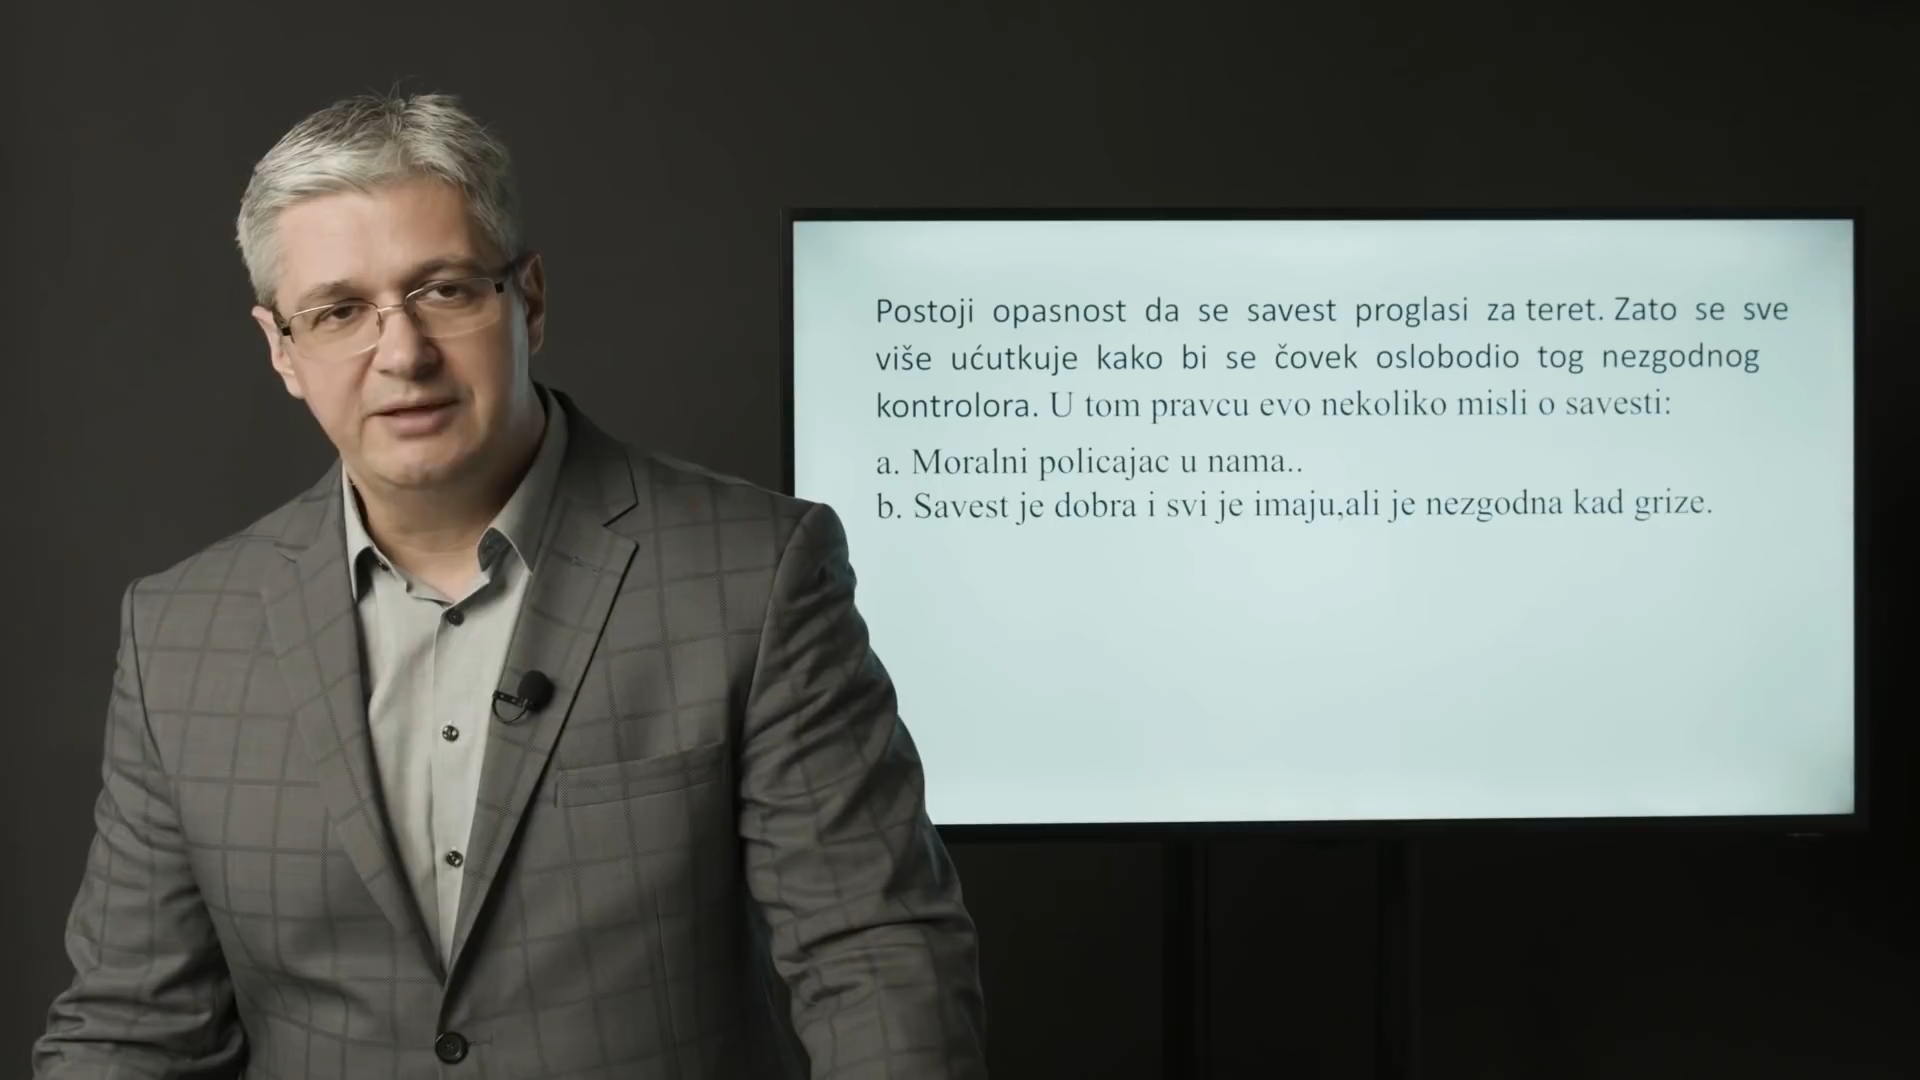 Postoji opasnost da se savest proglasi za teret. Zato se sve
više ućutkuje kako bi se čovek oslobodio tog nezgodnog
kontrolora. U tom pravcu evo nekoliko misli o savesti:
a. Moralni policajac u nama..
b. Savest je dobra i svi je imaju,ali je nezgodna kad grize.